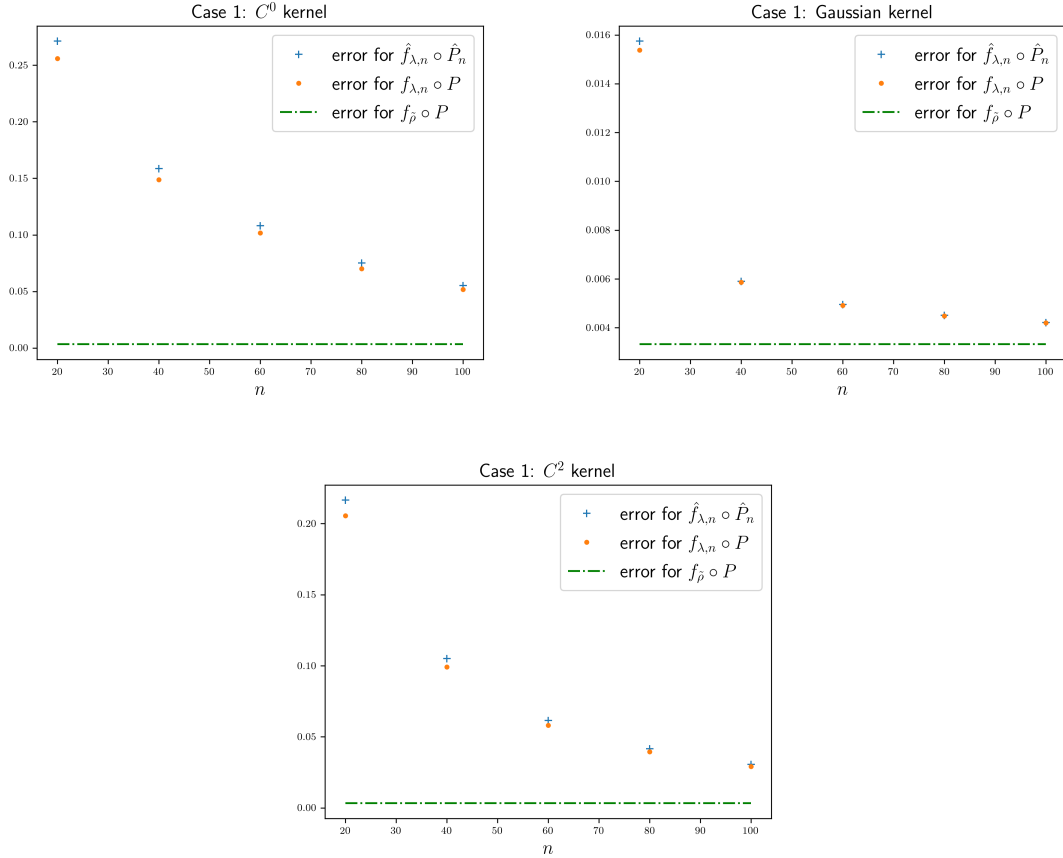 Case 1: $C^0$ kernel
error for $\hat{f}_{\lambda,n} \circ \hat{P}_n$
error for $f_{\lambda,n} \circ P$
error for $f_{\tilde{\rho}} \circ P$
0.25
0.20
0.15
0.10
0.05
0.00
20 30 40 50 60 70 80 90 100
$n$
Case 1: Gaussian kernel
error for $\hat{f}_{\lambda,n} \circ \hat{P}_n$
error for $f_{\lambda,n} \circ P$
error for $f_{\tilde{\rho}} \circ P$
0.016
0.014
0.012
0.010
0.008
0.006
0.004
20 30 40 50 60 70 80 90 100
$n$
Case 1: $C^2$ kernel
error for $\hat{f}_{\lambda,n} \circ \hat{P}_n$
error for $f_{\lambda,n} \circ P$
error for $f_{\tilde{\rho}} \circ P$
0.20
0.15
0.10
0.05
0.00
20 30 40 50 60 70 80 90 100
$n$